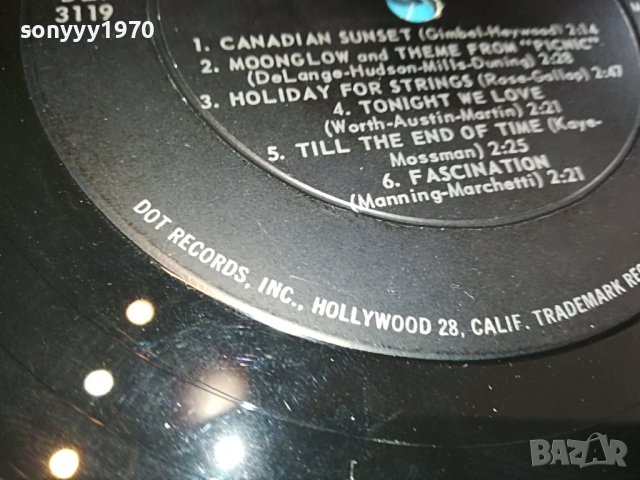 sonyyy1970
3119
1. CANADIAN SUNSET (Gimbel-Heywood) 2:14
2. MOONGLOW and THEME FROM "PICNIC"
(DeLange-Hudson-Mills-Duning) 2:28
3. HOLIDAY FOR STRINGS (Rose-Gallop) 2:47
4. TONIGHT WE LOVE
(Worth-Austin-Martin) 2:21
5. TILL THE END OF TIME (Kaye-
Mossman) 2:25
6. FASCINATION
(Manning-Marchetti) 2:21
DOT RECORDS, INC., HOLLYWOOD 28, CALIF. TRADEMARK REG
BAZAR
bg